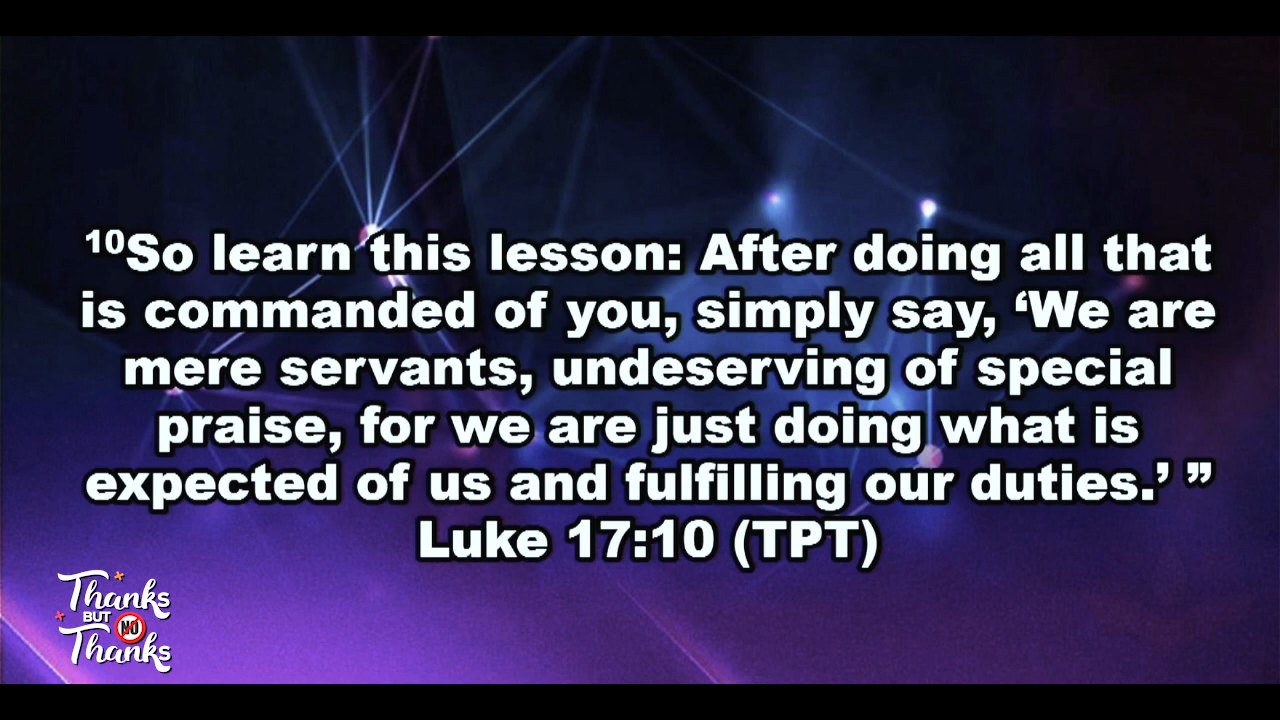 ¹⁰So learn this lesson: After doing all that
is commanded of you, simply say, ‘We are
mere servants, undeserving of special
praise, for we are just doing what is
expected of us and fulfilling our duties.’ ”
Luke 17:10 (TPT)
Thanks
BUT NO
Thanks